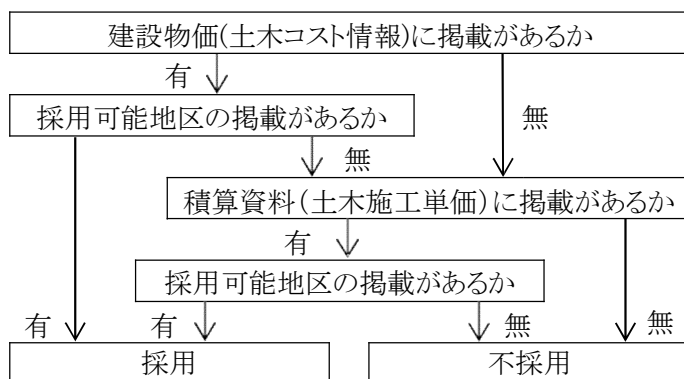 建設物価(土木コスト情報)に掲載があるか
有
採用可能地区の掲載があるか
無
無
積算資料(土木施工単価)に掲載があるか
有
採用可能地区の掲載があるか
有
有
無
無
採用
不採用